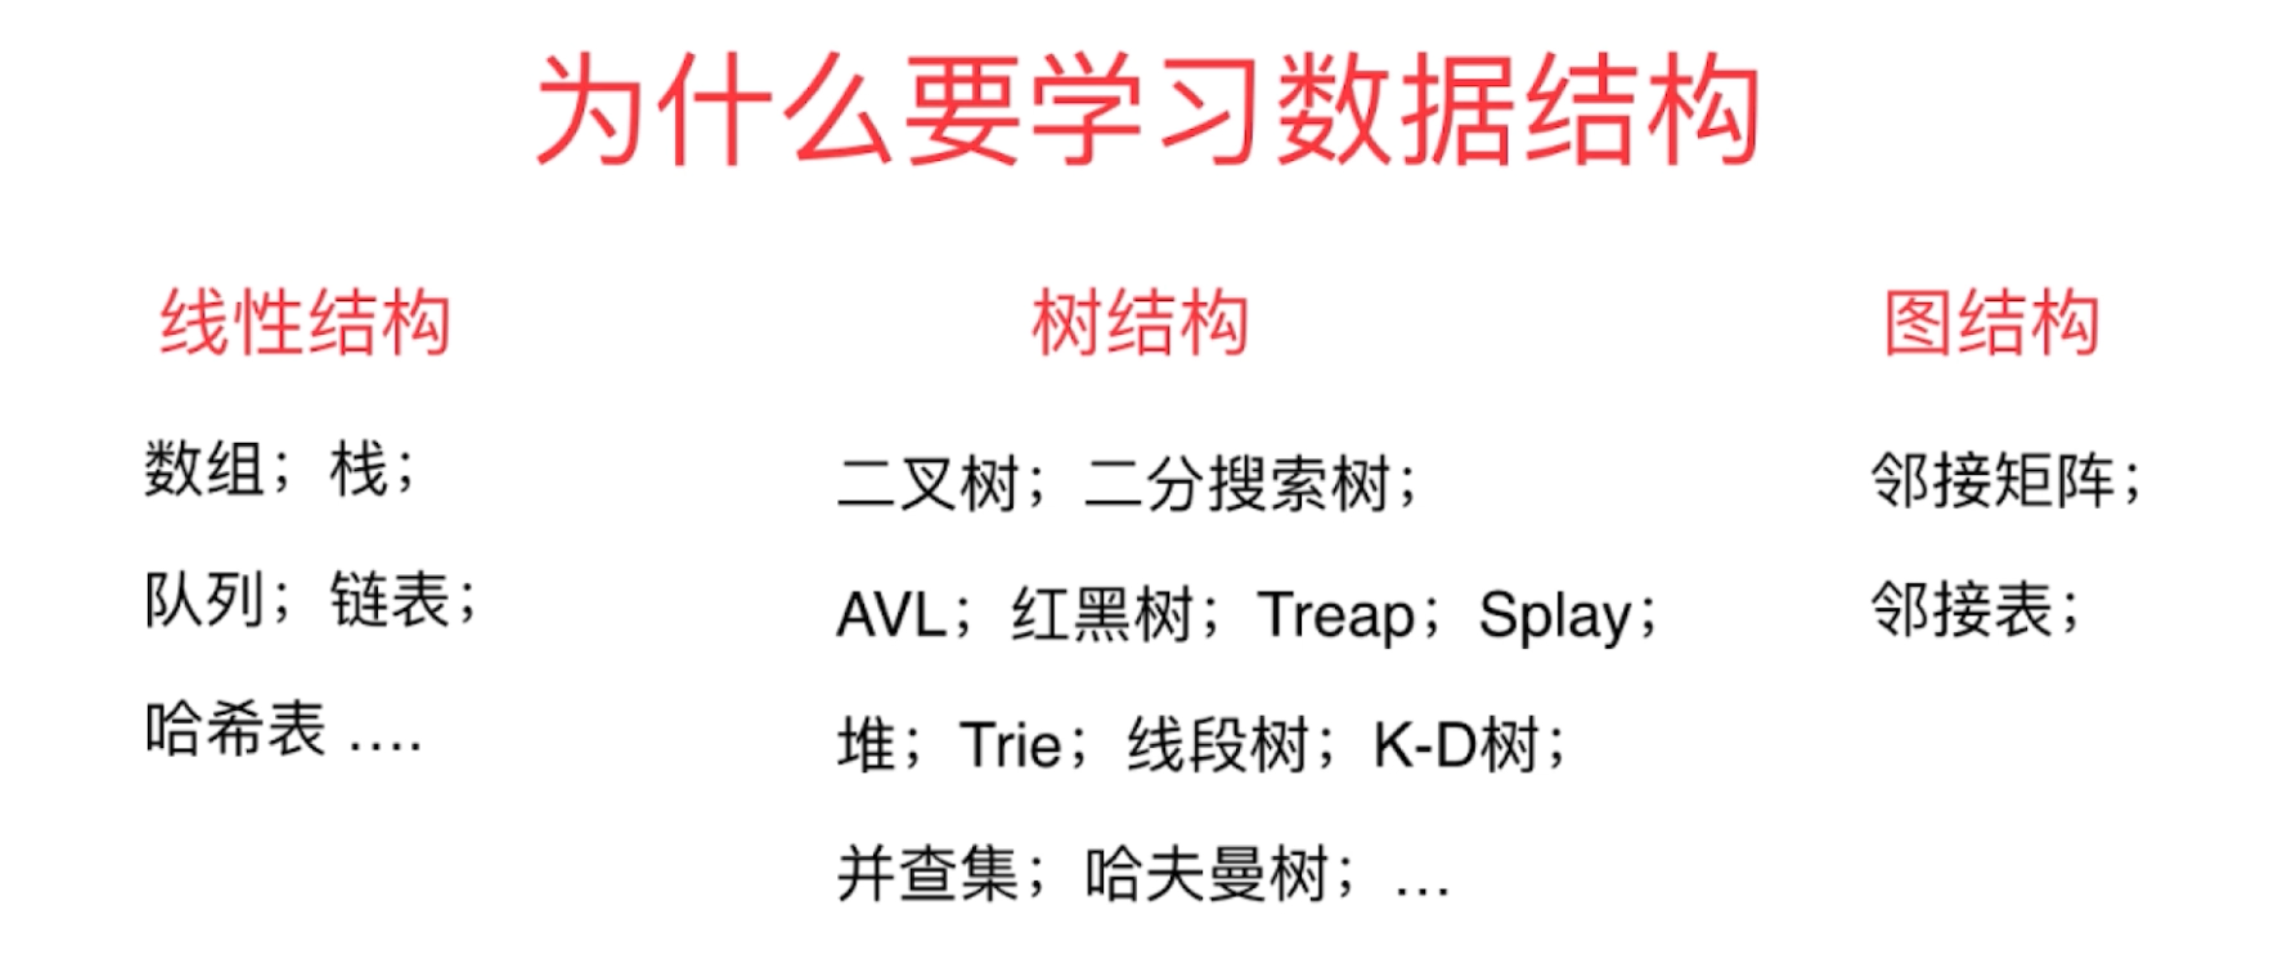 为什么要学习数据结构
线性结构
数组；栈；
队列；链表；
哈希表 ....
树结构
二叉树；二分搜索树；
AVL；红黑树；Treap；Splay；
堆；Trie；线段树；K-D树；
并查集；哈夫曼树；...
图结构
邻接矩阵；
邻接表；